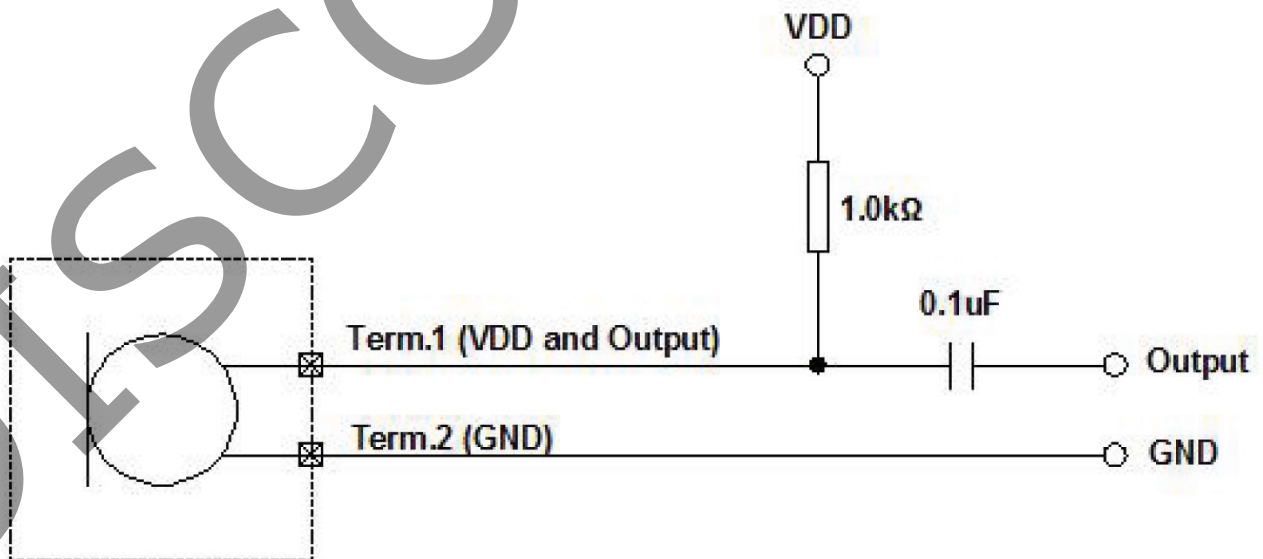 VDD
1.0kΩ
0.1uF
Term.1 (VDD and Output)
Output
Term.2 (GND)
GND